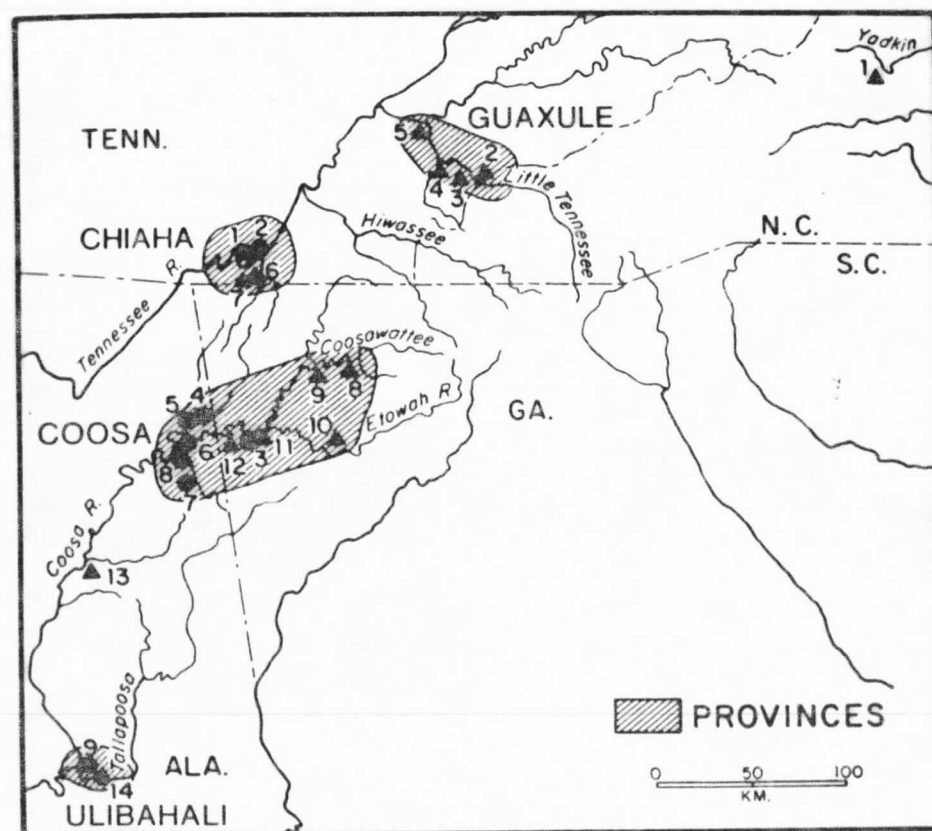 Yadkin
1
GUAXULE
5
2
TENN.
4
3
Little Tennessee
Hiwassee
CHIAHA
1 2
N. C.
S.C.
6
7
Tennessee R.
Coosawattee
9
8
5 4
Etowah R
GA.
COOSA
10
6
12 3 11
8
7
Coosa R.
13
Tallapoosa
PROVINCES
9
ALA.
0 50 100
KM.
14
ULIBAHALI